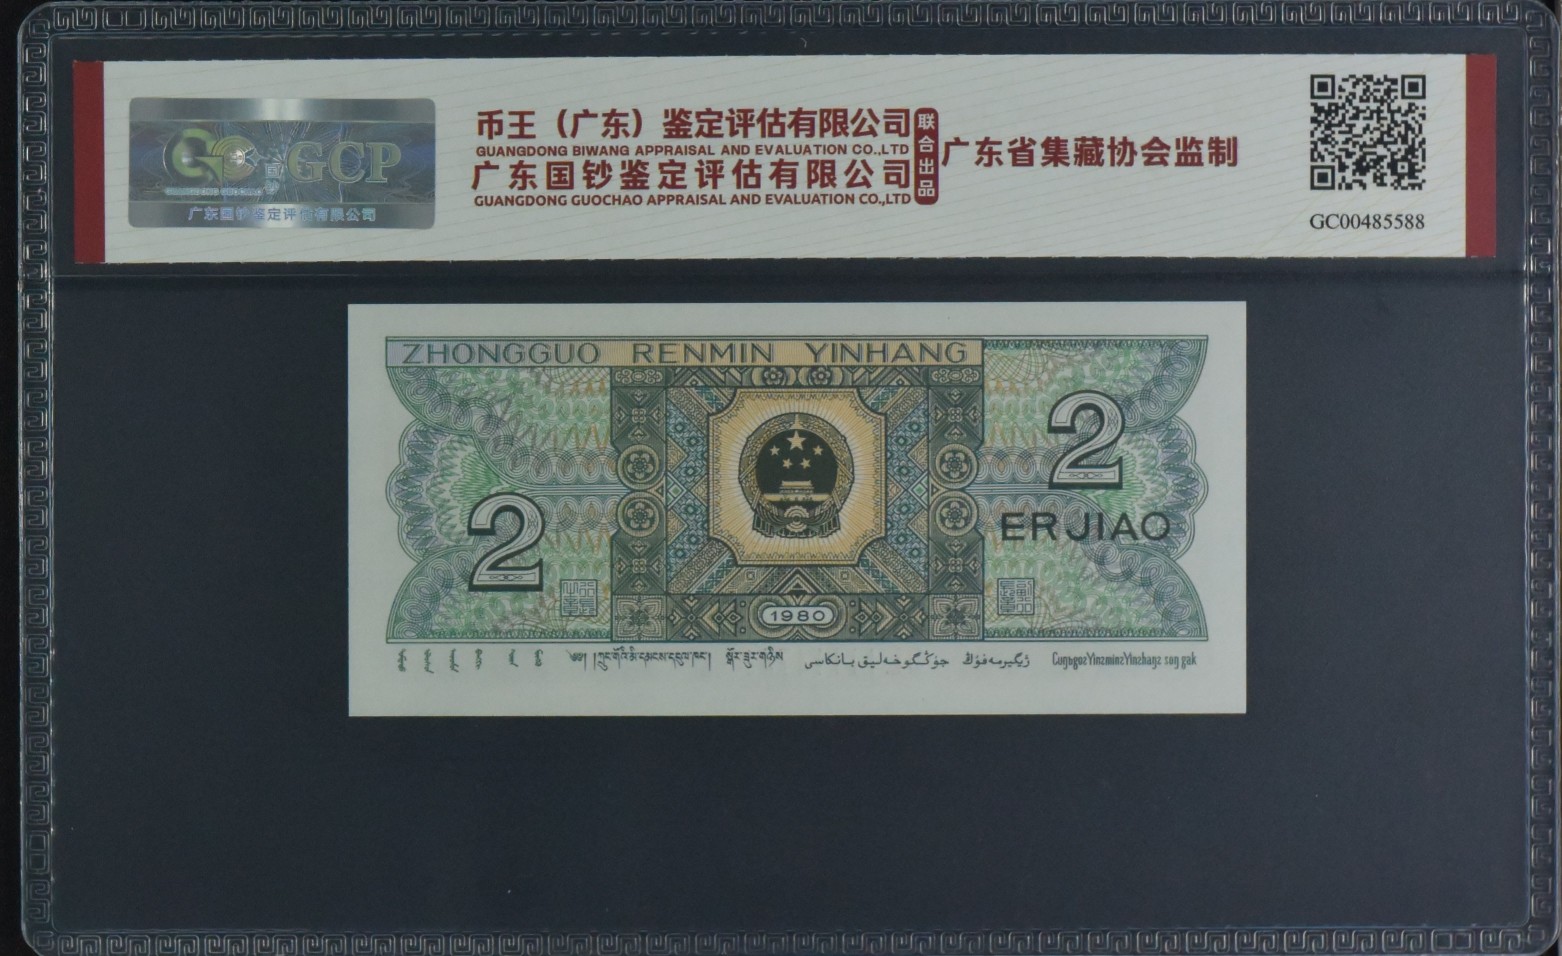 GCP
广东国钞鉴定评估有限公司
币王（广东）鉴定评估有限公司
GUANGDONG BIWANG APPRAISAL AND EVALUATION CO.,LTD
广东国钞鉴定评估有限公司
GUANGDONG GUOCHAO APPRAISAL AND EVALUATION CO.,LTD
联合出品
广东省集藏协会监制
GC00485588
ZHONGGUO RENMIN YINHANG
2
2
ERJIAO
1980
جۇڭگو خەلق بانكىسى